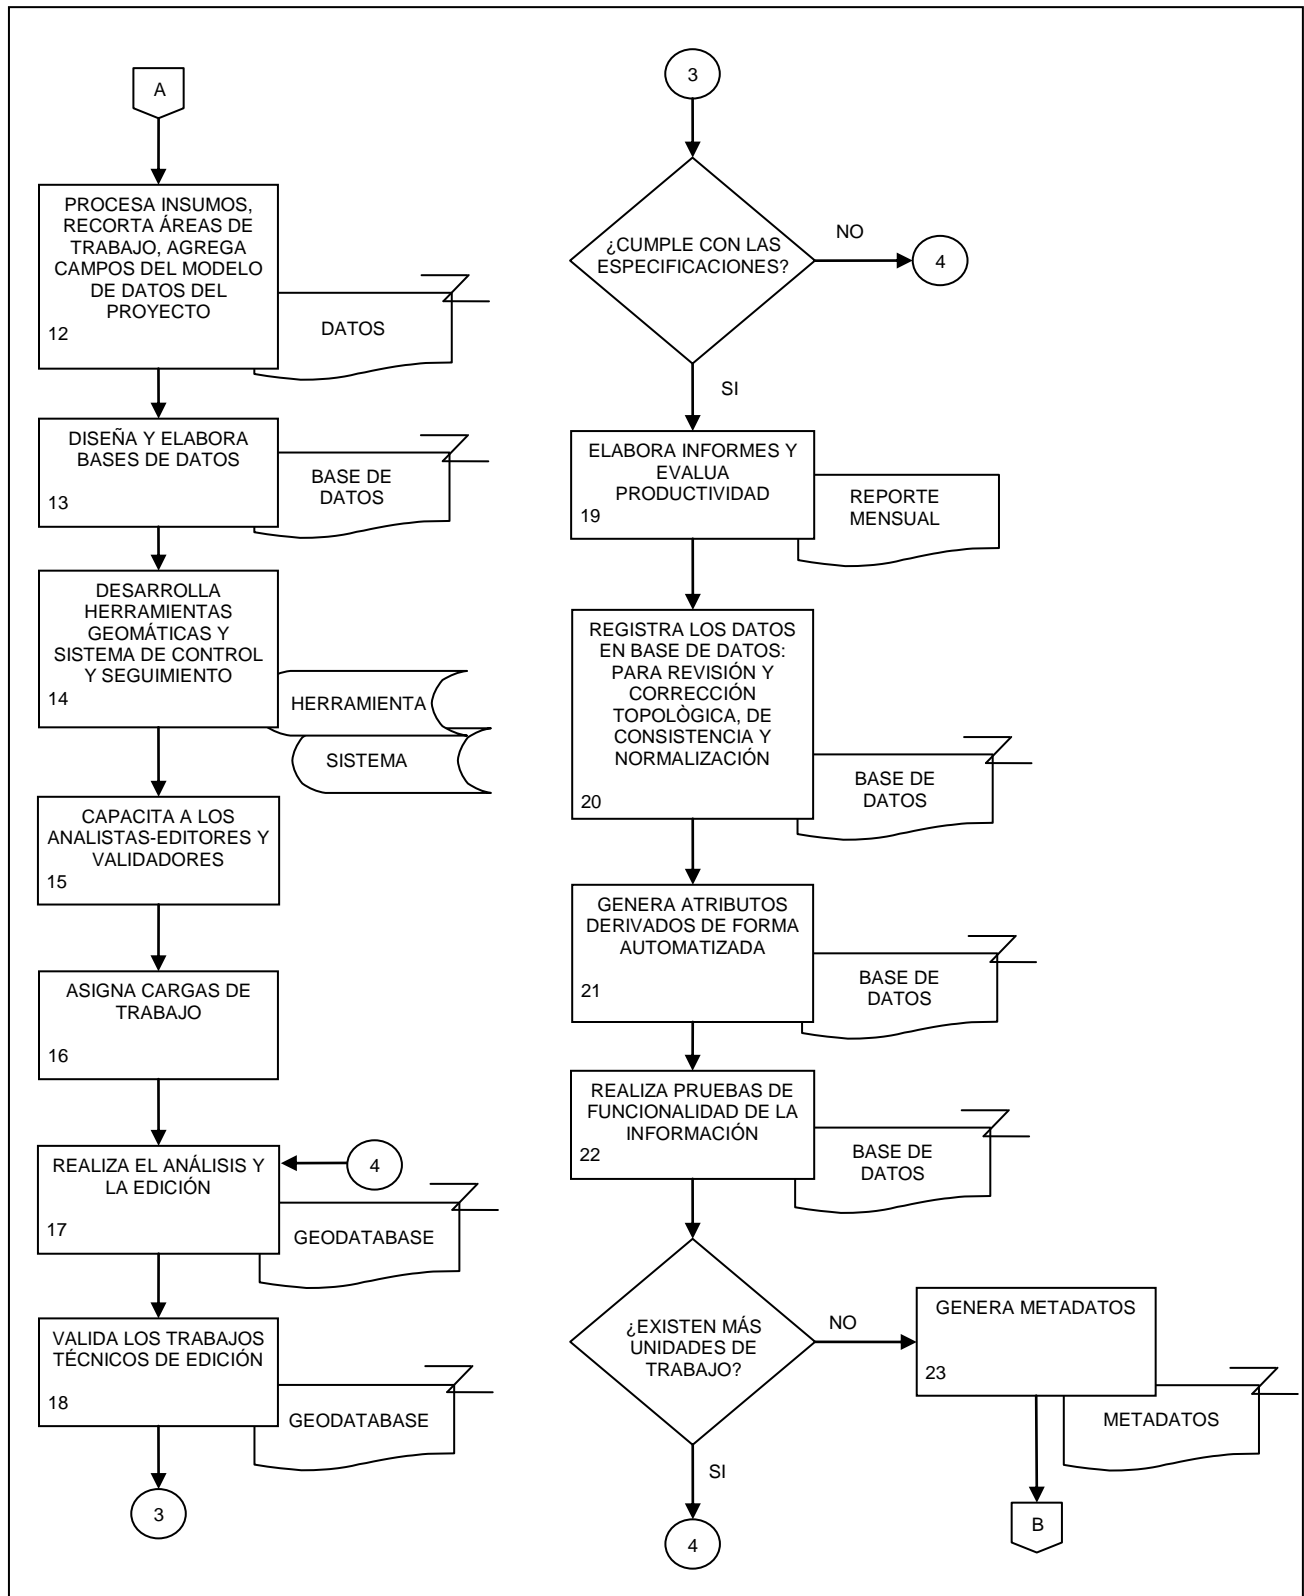 A
PROCESA INSUMOS,
RECORTA ÁREAS DE
TRABAJO, AGREGA
CAMPOS DEL MODELO
DE DATOS DEL
PROYECTO
12
DATOS
DISEÑA Y ELABORA
BASES DE DATOS
13
BASE DE
DATOS
DESARROLLA
HERRAMIENTAS
GEOMÁTICAS Y
SISTEMA DE CONTROL
Y SEGUIMIENTO
14
HERRAMIENTA
SISTEMA
CAPACITA A LOS
ANALISTAS-EDITORES Y
VALIDADORES
15
ASIGNA CARGAS DE
TRABAJO
16
REALIZA EL ANÁLISIS Y
LA EDICIÓN
17
4
GEODATABASE
VALIDA LOS TRABAJOS
TÉCNICOS DE EDICIÓN
18
GEODATABASE
3
3
¿CUMPLE CON LAS
ESPECIFICACIONES?
NO
4
SI
ELABORA INFORMES Y
EVALUA
PRODUCTIVIDAD
19
REPORTE
MENSUAL
REGISTRA LOS DATOS
EN BASE DE DATOS:
PARA REVISIÓN Y
CORRECCIÓN
TOPOLÒGICA, DE
CONSISTENCIA Y
NORMALIZACIÓN
20
BASE DE
DATOS
GENERA ATRIBUTOS
DERIVADOS DE FORMA
AUTOMATIZADA
21
BASE DE
DATOS
REALIZA PRUEBAS DE
FUNCIONALIDAD DE LA
INFORMACIÓN
22
BASE DE
DATOS
¿EXISTEN MÁS
UNIDADES DE
TRABAJO?
NO
GENERA METADATOS
23
METADATOS
SI
4
B